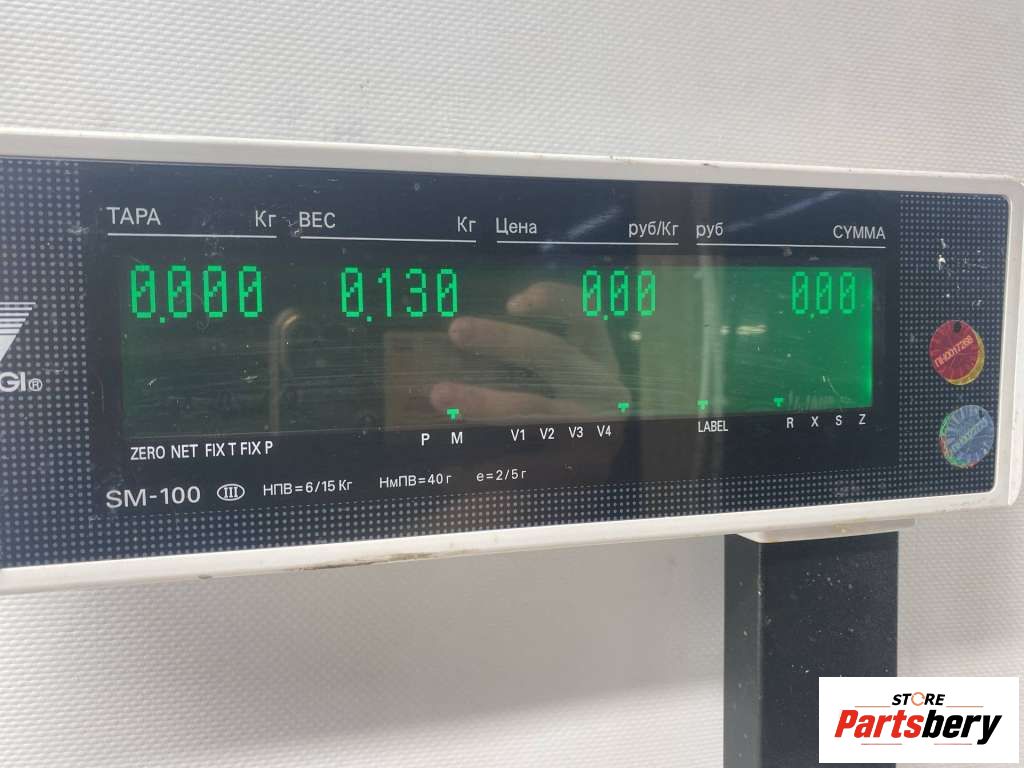 ТАРА Кг ВЕС Кг Цена руб/Кг руб СУММА
0.000 0.130 0.00 0.00
GI®
ПН0017268
P M V1 V2 V3 V4 LABEL R X S Z
ZERO NET FIX T FIX P
SM-100 III НПВ=6/15 Кг НмПВ=40 г e=2/5 г
STORE
Partsbery